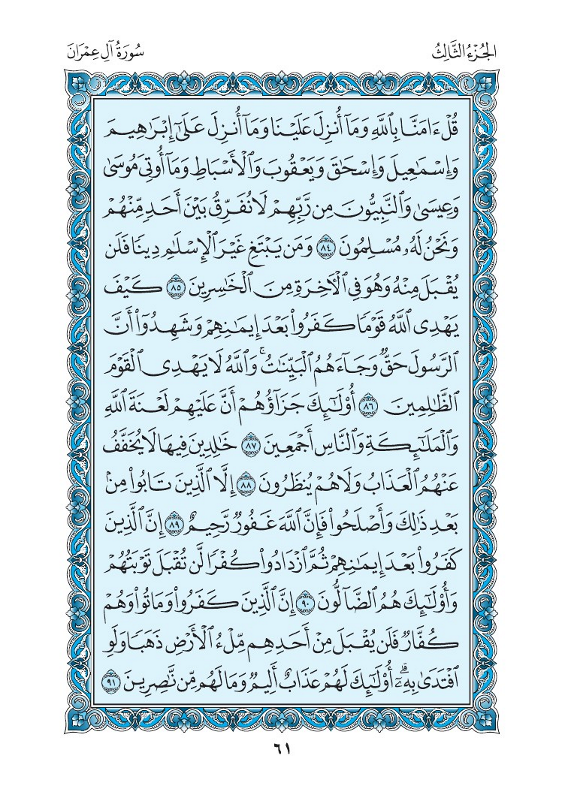 الجُزْءُ الثَّالِثُ
سُورَةُ آلِ عِمْرَانَ
قُلْ ءَامَنَّا بِٱللَّهِ وَمَآ أُنزِلَ عَلَيْنَا وَمَآ أُنزِلَ عَلَىٰٓ إِبْرَٰهِيمَ
وَإِسْمَٰعِيلَ وَإِسْحَٰقَ وَيَعْقُوبَ وَٱلْأَسْبَاطِ وَمَآ أُوتِىَ مُوسَىٰ
وَعِيسَىٰ وَٱلنَّبِيُّونَ مِن رَّبِّهِمْ لَا نُفَرِّقُ بَيْنَ أَحَدٍ مِّنْهُمْ
وَنَحْنُ لَهُۥ مُسْلِمُونَ ٨٤ وَمَن يَبْتَغِ غَيْرَ ٱلْإِسْلَٰمِ دِينًا فَلَن
يُقْبَلَ مِنْهُ وَهُوَ فِى ٱلْأٓخِرَةِ مِنَ ٱلْخَٰسِرِينَ ٨٥ كَيْفَ
يَهْدِى ٱللَّهُ قَوْمًا كَفَرُوا۟ بَعْدَ إِيمَٰنِهِمْ وَشَهِدُوٓا۟ أَنَّ
ٱلرَّسُولَ حَقٌّ وَجَآءَهُمُ ٱلْبَيِّنَٰتُ ۚ وَٱللَّهُ لَا يَهْدِى ٱلْقَوْمَ
ٱلظَّٰلِمِينَ ٨٦ أُو۟لَٰٓئِكَ جَزَآؤُهُمْ أَنَّ عَلَيْهِمْ لَعْنَةَ ٱللَّهِ
وَٱلْمَلَٰٓئِكَةِ وَٱلنَّاسِ أَجْمَعِينَ ٨٧ خَٰلِدِينَ فِيهَا لَا يُخَفَّفُ
عَنْهُمُ ٱلْعَذَابُ وَلَا هُمْ يُنظَرُونَ ٨٨ إِلَّا ٱلَّذِينَ تَابُوا۟ مِنۢ
بَعْدِ ذَٰلِكَ وَأَصْلَحُوا۟ فَإِنَّ ٱللَّهَ غَفُورٌ رَّحِيمٌ ٨٩ إِنَّ ٱلَّذِينَ
كَفَرُوا۟ بَعْدَ إِيمَٰنِهِمْ ثُمَّ ٱزْدَادُوا۟ كُفْرًا لَّن تُقْبَلَ تَوْبَتُهُمْ
وَأُو۟لَٰٓئِكَ هُمُ ٱلضَّآلُّونَ ٩٠ إِنَّ ٱلَّذِينَ كَفَرُوا۟ وَمَاتُوا۟ وَهُمْ
كُفَّارٌ فَلَن يُقْبَلَ مِنْ أَحَدِهِم مِّلْءُ ٱلْأَرْضِ ذَهَبًا وَلَوِ
ٱفْتَدَىٰ بِهِۦٓ ۗ أُو۟لَٰٓئِكَ لَهُمْ عَذَابٌ أَلِيمٌ وَمَا لَهُم مِّن نَّٰصِرِينَ ٩١
٦١